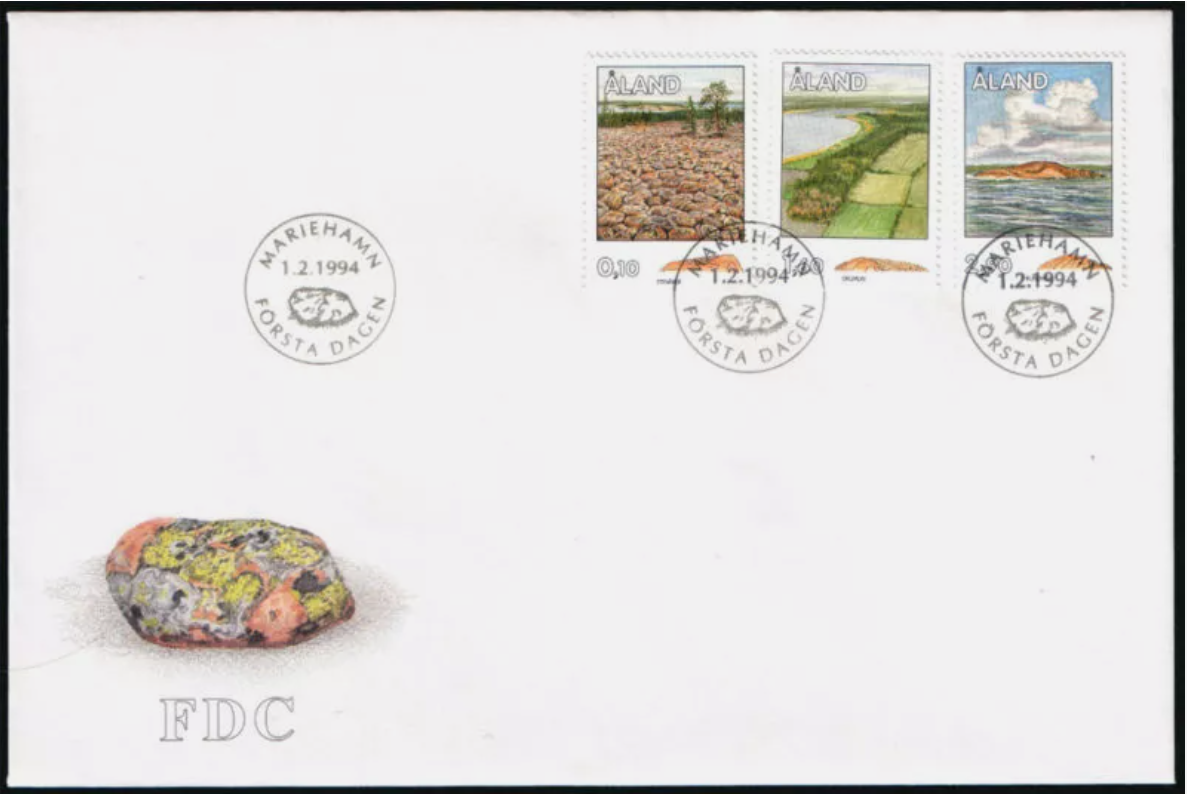 ÅLAND
ÅLAND
ÅLAND
0,10
MARIEHAMN
1.2.1994
FÖRSTA DAGEN
MARIEHAMN
1.2.1994
FÖRSTA DAGEN
MARIEHAMN
1.2.1994
FÖRSTA DAGEN
FDC